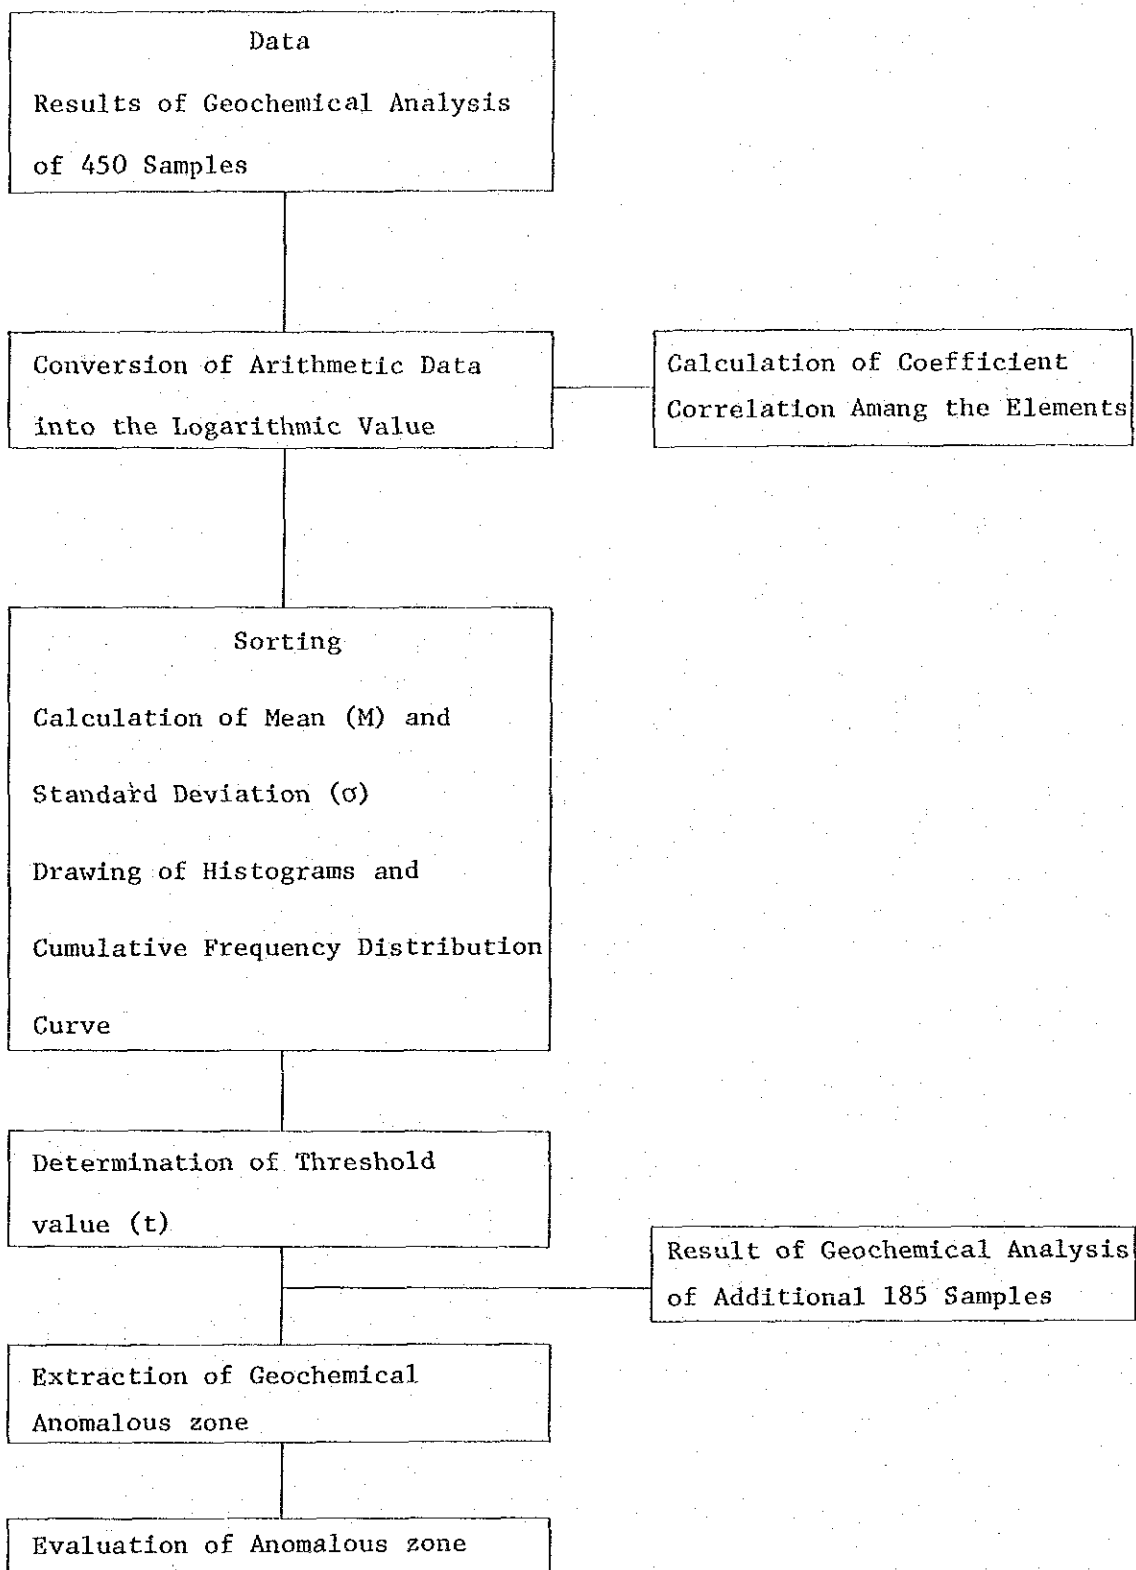 Data
Results of Geochemical Analysis
of 450 Samples
Conversion of Arithmetic Data
into the Logarithmic Value
Calculation of Coefficient
Correlation Amang the Elements
Sorting
Calculation of Mean (M) and
Standard Deviation (σ)
Drawing of Histograms and
Cumulative Frequency Distribution
Curve
Determination of Threshold
value (t)
Result of Geochemical Analysis
of Additional 185 Samples
Extraction of Geochemical
Anomalous zone
Evaluation of Anomalous zone